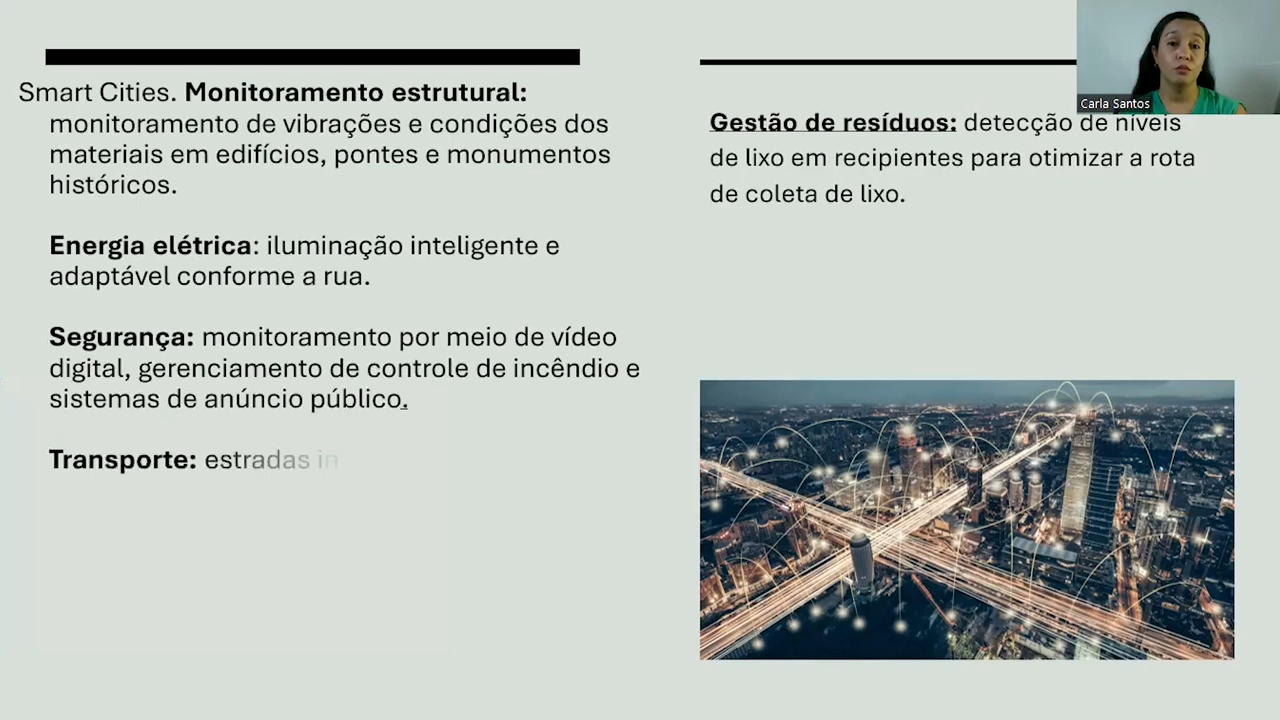 Smart Cities. Monitoramento estrutural:
monitoramento de vibrações e condições dos
materiais em edifícios, pontes e monumentos
históricos.
Energia elétrica: iluminação inteligente e
adaptável conforme a rua.
Segurança: monitoramento por meio de vídeo
digital, gerenciamento de controle de incêndio e
sistemas de anúncio público.
Transporte: estradas in
Gestão de resíduos: detecção de níveis
de lixo em recipientes para otimizar a rota
de coleta de lixo.
Carla Santos